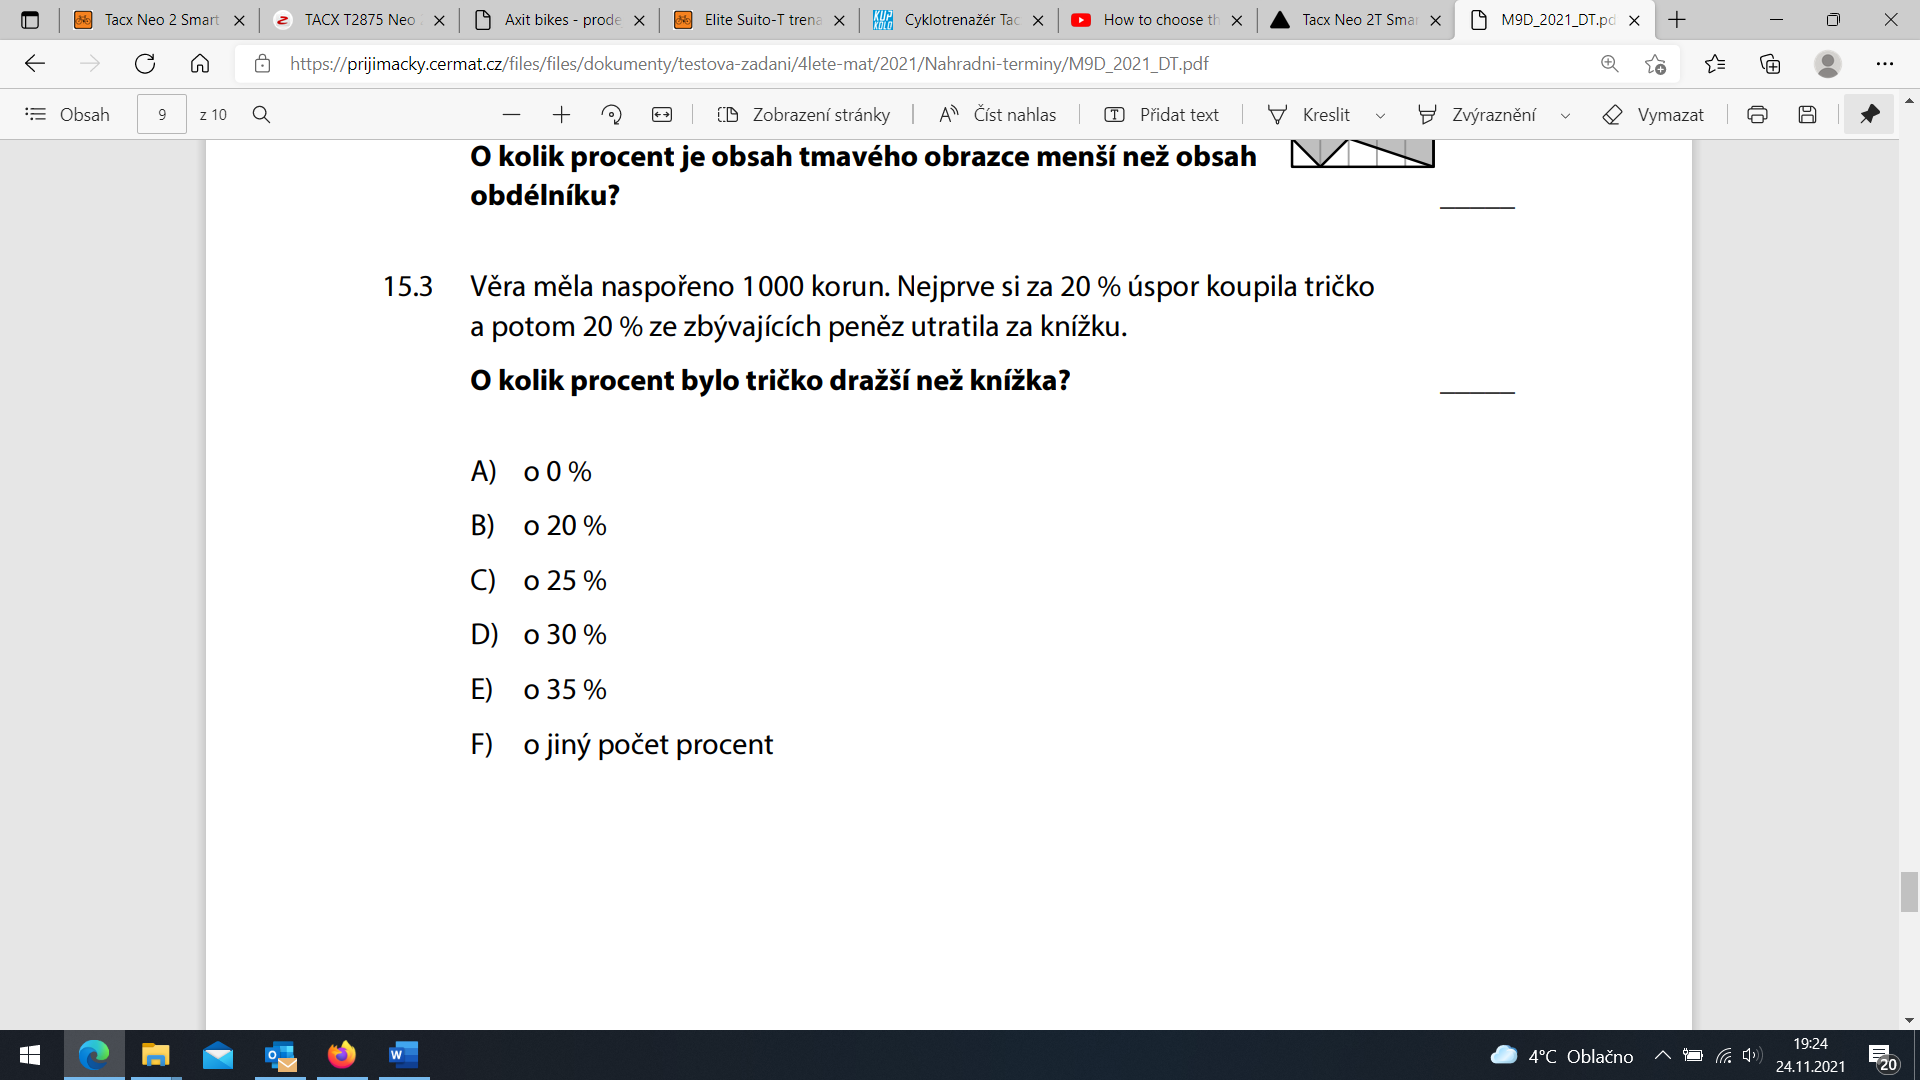 Tacx Neo 2 Smart
TACX T2875 Neo
Axit bikes - prode
Elite Suito-T trena
Cyklotrenažér Tac
How to choose th
Tacx Neo 2T Smar
M9D_2021_DT.pd
https://prijimacky.cermat.cz/files/files/dokumenty/testova-zadani/4lete-mat/2021/Nahradni-terminy/M9D_2021_DT.pdf
Obsah 9 z 10 Zobrazení stránky Číst nahlas Přidat text Kreslit Zvýraznění Vymazat
O kolik procent je obsah tmavého obrazce menší než obsah
obdélníku? _____
15.3 Věra měla naspořeno 1 000 korun. Nejprve si za 20 % úspor koupila tričko
a potom 20 % ze zbývajících peněz utratila za knížku.
O kolik procent bylo tričko dražší než knížka? _____
A) o 0 %
B) o 20 %
C) o 25 %
D) o 30 %
E) o 35 %
F) o jiný počet procent
4°C Oblačno
19:24
24.11.2021
20